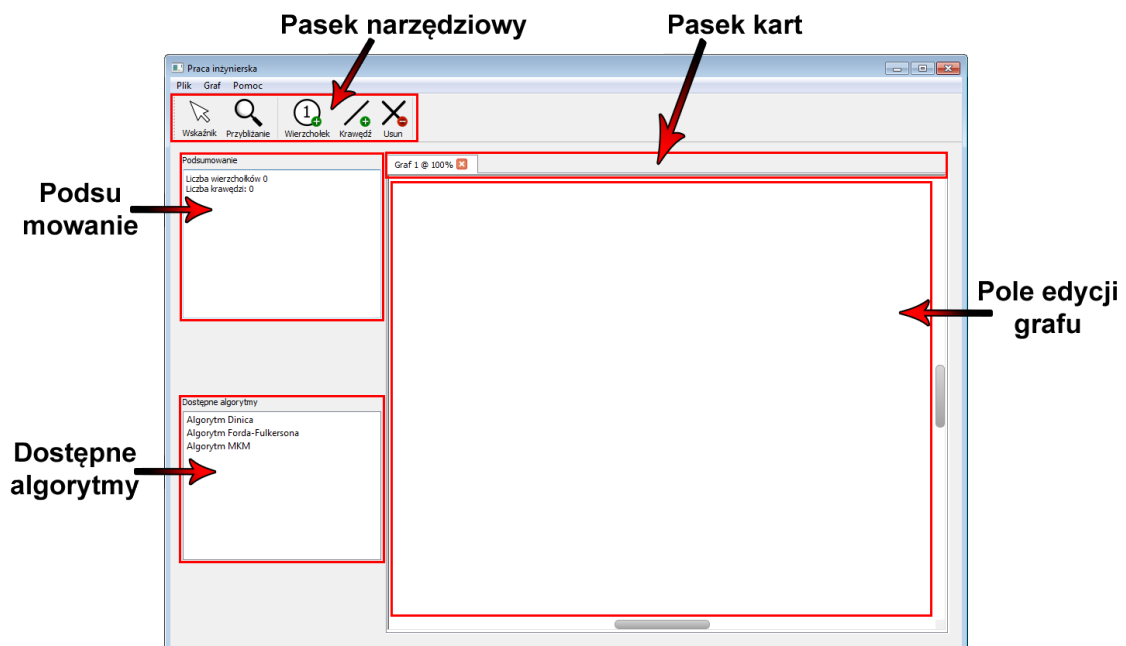 Pasek narzędziowy
Pasek kart
Praca inżynierska
Plik Graf Pomoc
1
Wskaźnik Przybliżanie Wierzchołek Krawędź Usun
Podsumowanie
Graf 1 @ 100%
Liczba wierzchołków 0
Liczba krawędzi: 0
Podsu
mowanie
Pole edycji
grafu
Dostępne algorytmy
Algorytm Dinica
Algorytm Forda-Fulkersona
Algorytm MKM
Dostępne
algorytmy